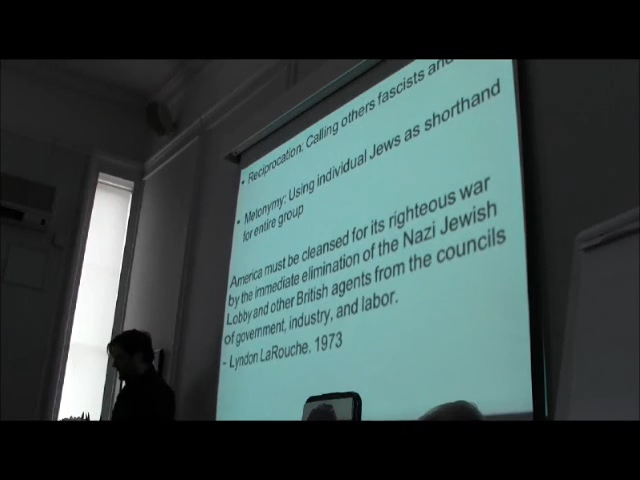 • Reciprocation: Calling others fascists and
• Metonymy: Using individual Jews as shorthand
for entire group
America must be cleansed for its righteous war
by the immediate elimination of the Nazi Jewish
Lobby and other British agents from the councils
of government, industry, and labor.
- Lyndon LaRouche, 1973